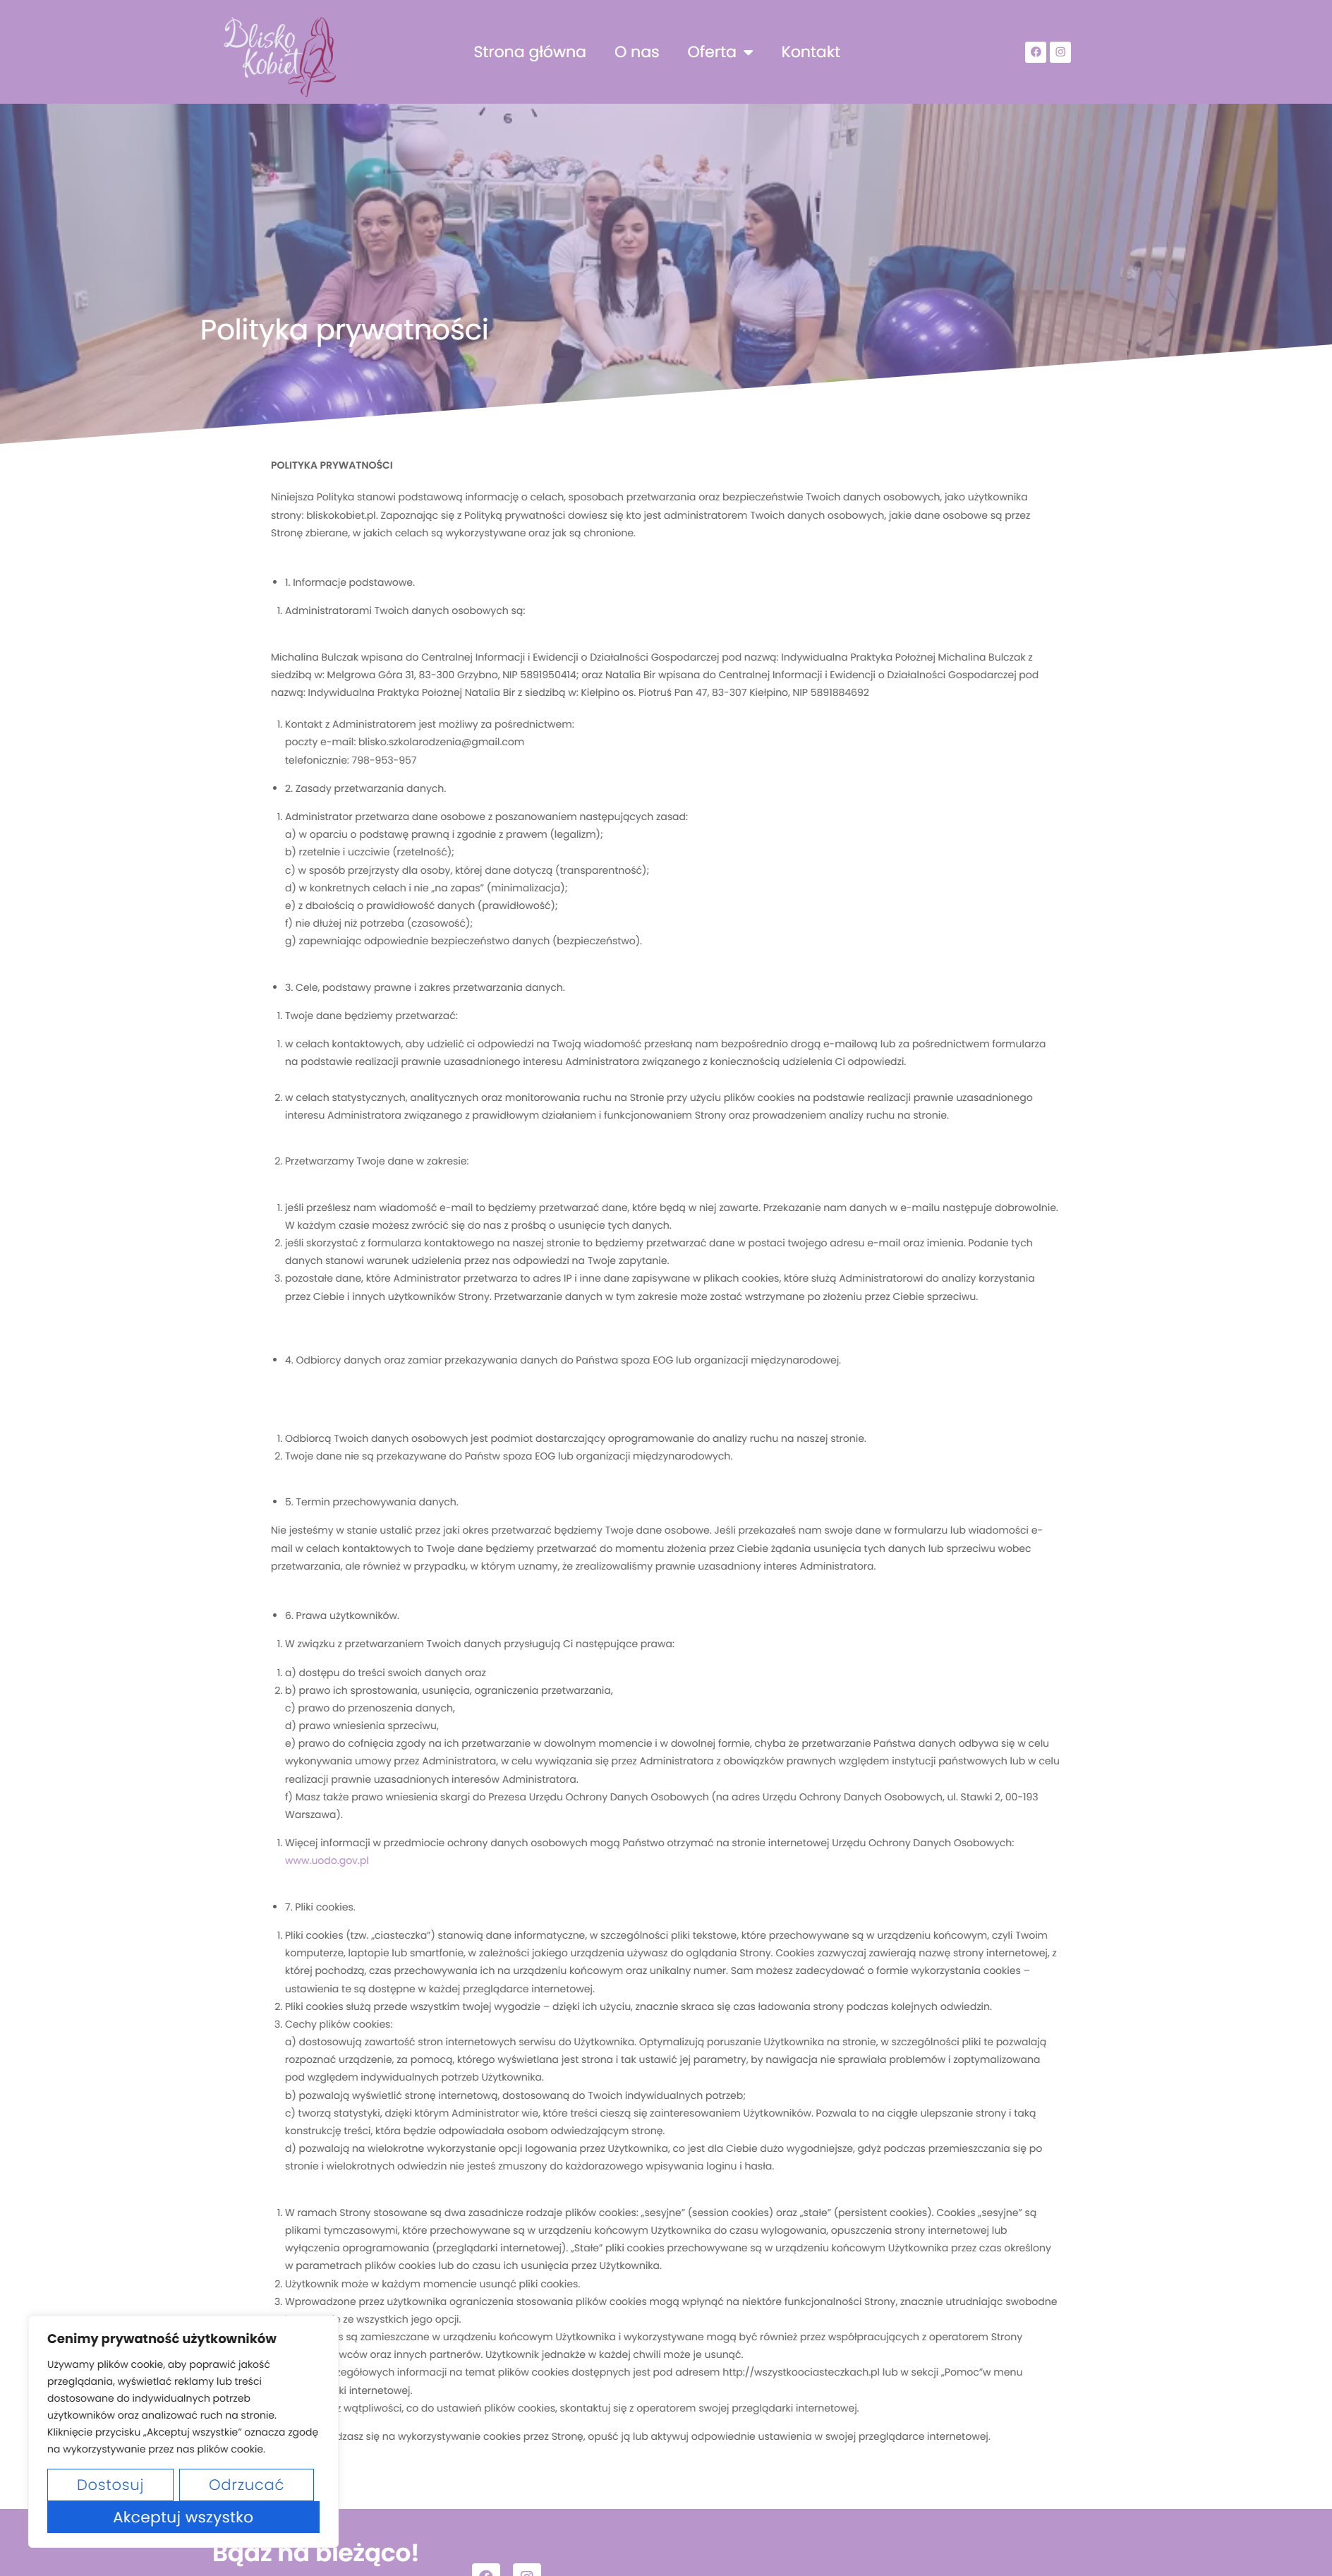 Blisko
Kobiet
Strona główna
O nas
Oferta
Kontakt
Polityka prywatności
POLITYKA PRYWATNOŚCI
Niniejsza Polityka stanowi podstawową informację o celach, sposobach przetwarzania oraz bezpieczeństwie Twoich danych osobowych, jako użytkownika
strony: bliskokobiet.pl. Zapoznając się z Polityką prywatności dowiesz się kto jest administratorem Twoich danych osobowych, jakie dane osobowe są przez
Stronę zbierane, w jakich celach są wykorzystywane oraz jak są chronione.
• 1. Informacje podstawowe.
1. Administratorami Twoich danych osobowych są:
Michalina Bulczak wpisana do Centralnej Informacji i Ewidencji o Działalności Gospodarczej pod nazwą: Indywidualna Praktyka Położnej Michalina Bulczak z
siedzibą w: Melgrowa Góra 31, 83-300 Grzybno, NIP 5891950414; oraz Natalia Bir wpisana do Centralnej Informacji i Ewidencji o Działalności Gospodarczej pod
nazwą: Indywidualna Praktyka Położnej Natalia Bir z siedzibą w: Kiełpino os. Piotruś Pan 47, 83-307 Kiełpino, NIP 5891884692
1. Kontakt z Administratorem jest możliwy za pośrednictwem:
poczty e-mail: blisko.szkolarodzenia@gmail.com
telefonicznie: 798-953-957
• 2. Zasady przetwarzania danych.
1. Administrator przetwarza dane osobowe z poszanowaniem następujących zasad:
a) w oparciu o podstawę prawną i zgodnie z prawem (legalizm);
b) rzetelnie i uczciwie (rzetelność);
c) w sposób przejrzysty dla osoby, której dane dotyczą (transparentność);
d) w konkretnych celach i nie „na zapas” (minimalizacja);
e) z dbałością o prawidłowość danych (prawidłowość);
f) nie dłużej niż potrzeba (czasowość);
g) zapewniając odpowiednie bezpieczeństwo danych (bezpieczeństwo).
• 3. Cele, podstawy prawne i zakres przetwarzania danych.
1. Twoje dane będziemy przetwarzać:
1. w celach kontaktowych, aby udzielić ci odpowiedzi na Twoją wiadomość przesłaną nam bezpośrednio drogą e-mailową lub za pośrednictwem formularza
na podstawie realizacji prawnie uzasadnionego interesu Administratora związanego z koniecznością udzielenia Ci odpowiedzi.
2. w celach statystycznych, analitycznych oraz monitorowania ruchu na Stronie przy użyciu plików cookies na podstawie realizacji prawnie uzasadnionego
interesu Administratora związanego z prawidłowym działaniem i funkcjonowaniem Strony oraz prowadzeniem analizy ruchu na stronie.
2. Przetwarzamy Twoje dane w zakresie:
1. jeśli prześlesz nam wiadomość e-mail to będziemy przetwarzać dane, które będą w niej zawarte. Przekazanie nam danych w e-mailu następuje dobrowolnie.
W każdym czasie możesz zwrócić się do nas z prośbą o usunięcie tych danych.
2. jeśli skorzystać z formularza kontaktowego na naszej stronie to będziemy przetwarzać dane w postaci twojego adresu e-mail oraz imienia. Podanie tych
danych stanowi warunek udzielenia przez nas odpowiedzi na Twoje zapytanie.
3. pozostałe dane, które Administrator przetwarza to adres IP i inne dane zapisywane w plikach cookies, które służą Administratorowi do analizy korzystania
przez Ciebie i innych użytkowników Strony. Przetwarzanie danych w tym zakresie może zostać wstrzymane po złożeniu przez Ciebie sprzeciwu.
• 4. Odbiorcy danych oraz zamiar przekazywania danych do Państwa spoza EOG lub organizacji międzynarodowej.
1. Odbiorcą Twoich danych osobowych jest podmiot dostarczający oprogramowanie do analizy ruchu na naszej stronie.
2. Twoje dane nie są przekazywane do Państw spoza EOG lub organizacji międzynarodowych.
• 5. Termin przechowywania danych.
Nie jesteśmy w stanie ustalić przez jaki okres przetwarzać będziemy Twoje dane osobowe. Jeśli przekazałeś nam swoje dane w formularzu lub wiadomości e-
mail w celach kontaktowych to Twoje dane będziemy przetwarzać do momentu złożenia przez Ciebie żądania usunięcia tych danych lub sprzeciwu wobec
przetwarzania, ale również w przypadku, w którym uznamy, że zrealizowaliśmy prawnie uzasadniony interes Administratora.
• 6. Prawa użytkowników.
1. W związku z przetwarzaniem Twoich danych przysługują Ci następujące prawa:
1. a) dostępu do treści swoich danych oraz
2. b) prawo ich sprostowania, usunięcia, ograniczenia przetwarzania,
c) prawo do przenoszenia danych,
d) prawo wniesienia sprzeciwu,
e) prawo do cofnięcia zgody na ich przetwarzanie w dowolnym momencie i w dowolnej formie, chyba że przetwarzanie Państwa danych odbywa się w celu
wykonywania umowy przez Administratora, w celu wywiązania się przez Administratora z obowiązków prawnych względem instytucji państwowych lub w celu
realizacji prawnie uzasadnionych interesów Administratora.
f) Masz także prawo wniesienia skargi do Prezesa Urzędu Ochrony Danych Osobowych (na adres Urzędu Ochrony Danych Osobowych, ul. Stawki 2, 00-193
Warszawa).
1. Więcej informacji w przedmiocie ochrony danych osobowych mogą Państwo otrzymać na stronie internetowej Urzędu Ochrony Danych Osobowych:
www.uodo.gov.pl
• 7. Pliki cookies.
1. Pliki cookies (tzw. „ciasteczka”) stanowią dane informatyczne, w szczególności pliki tekstowe, które przechowywane są w urządzeniu końcowym, czyli Twoim
komputerze, laptopie lub smartfonie, w zależności jakiego urządzenia używasz do oglądania Strony. Cookies zazwyczaj zawierają nazwę strony internetowej, z
której pochodzą, czas przechowywania ich na urządzeniu końcowym oraz unikalny numer. Sam możesz zadecydować o formie wykorzystania cookies –
ustawienia te są dostępne w każdej przeglądarce internetowej.
2. Pliki cookies służą przede wszystkim twojej wygodzie – dzięki ich użyciu, znacznie skraca się czas ładowania strony podczas kolejnych odwiedzin.
3. Cechy plików cookies:
a) dostosowują zawartość stron internetowych serwisu do Użytkownika. Optymalizują poruszanie Użytkownika na stronie, w szczególności pliki te pozwalają
rozpoznać urządzenie, za pomocą, którego wyświetlana jest strona i tak ustawić jej parametry, by nawigacja nie sprawiała problemów i zoptymalizowana
pod względem indywidualnych potrzeb Użytkownika.
b) pozwalają wyświetlić stronę internetową, dostosowaną do Twoich indywidualnych potrzeb;
c) tworzą statystyki, dzięki którym Administrator wie, które treści cieszą się zainteresowaniem Użytkowników. Pozwala to na ciągłe ulepszanie strony i taką
konstrukcję treści, która będzie odpowiadała osobom odwiedzającym stronę.
d) pozwalają na wielokrotne wykorzystanie opcji logowania przez Użytkownika, co jest dla Ciebie dużo wygodniejsze, gdyż podczas przemieszczania się po
stronie i wielokrotnych odwiedzin nie jesteś zmuszony do każdorazowego wpisywania loginu i hasła.
1. W ramach Strony stosowane są dwa zasadnicze rodzaje plików cookies: „sesyjne” (session cookies) oraz „stałe” (persistent cookies). Cookies „sesyjne” są
plikami tymczasowymi, które przechowywane są w urządzeniu końcowym Użytkownika do czasu wylogowania, opuszczenia strony internetowej lub
wyłączenia oprogramowania (przeglądarki internetowej). „Stałe” pliki cookies przechowywane są w urządzeniu końcowym Użytkownika przez czas określony
w parametrach plików cookies lub do czasu ich usunięcia przez Użytkownika.
2. Użytkownik może w każdym momencie usunąć pliki cookies.
3. Wprowadzone przez użytkownika ograniczenia stosowania plików cookies mogą wpłynąć na niektóre funkcjonalności Strony, znacznie utrudniając swobodne
ze wszystkich jego opcji.
s są zamieszczane w urządzeniu końcowym Użytkownika i wykorzystywane mogą być również przez współpracujących z operatorem Strony
wców oraz innych partnerów. Użytkownik jednakże w każdej chwili może je usunąć.
zegółowych informacji na temat plików cookies dostępnych jest pod adresem http://wszystkoociasteczkach.pl lub w sekcji „Pomoc”w menu
ki internetowej.
z wątpliwości, co do ustawień plików cookies, skontaktuj się z operatorem swojej przeglądarki internetowej.
dzasz się na wykorzystywanie cookies przez Stronę, opuść ją lub aktywuj odpowiednie ustawienia w swojej przeglądarce internetowej.
Cenimy prywatność użytkowników
Używamy plików cookie, aby poprawić jakość
przeglądania, wyświetlać reklamy lub treści
dostosowane do indywidualnych potrzeb
użytkowników oraz analizować ruch na stronie.
Kliknięcie przycisku „Akceptuj wszystkie” oznacza zgodę
na wykorzystywanie przez nas plików cookie.
Dostosuj
Odrzucać
Akceptuj wszystko
Bądź na bieżąco!